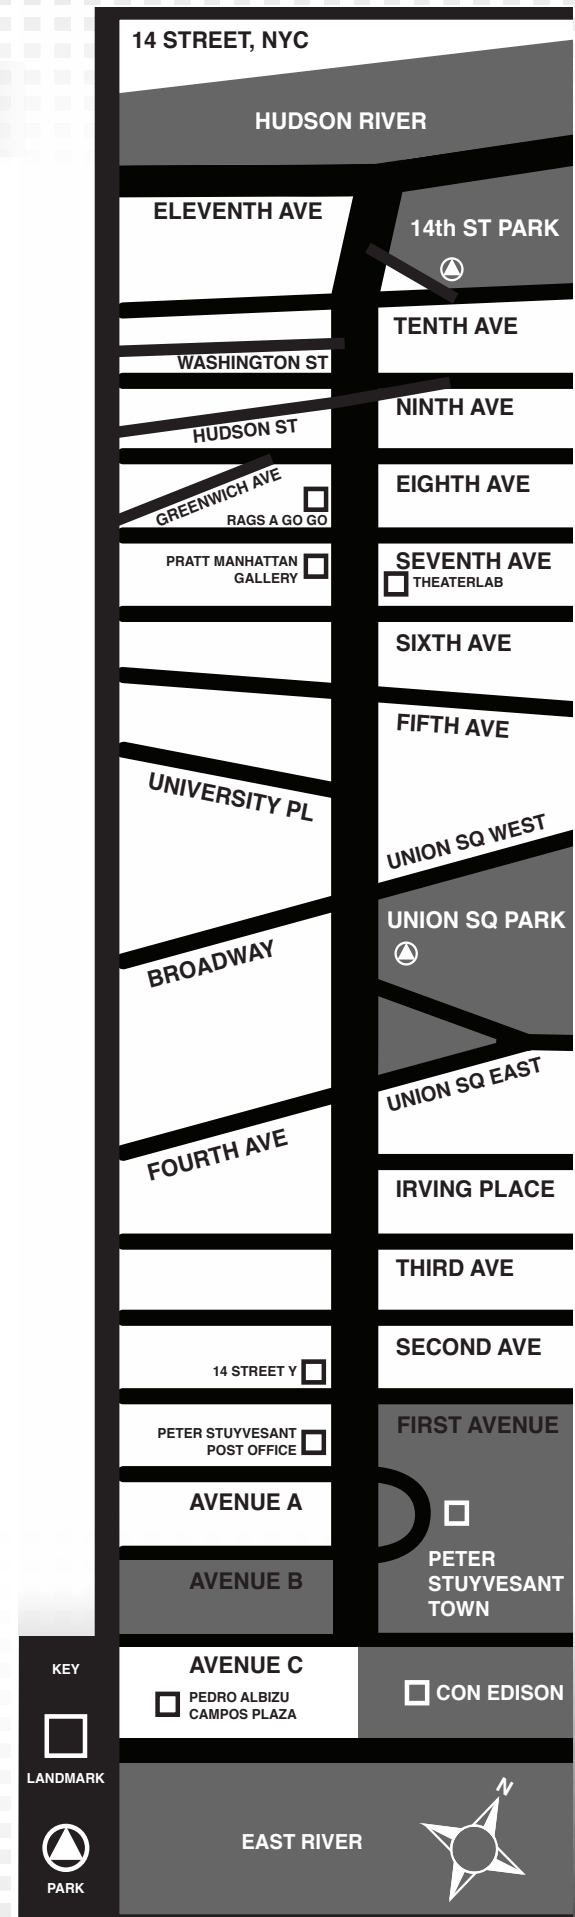 14 STREET, NYC
HUDSON RIVER
ELEVENTH AVE
14th ST PARK
TENTH AVE
WASHINGTON ST
NINTH AVE
HUDSON ST
EIGHTH AVE
GREENWICH AVE
RAGS A GO GO
SEVENTH AVE
PRATT MANHATTAN
GALLERY
THEATERLAB
SIXTH AVE
FIFTH AVE
UNIVERSITY PL
UNION SQ WEST
UNION SQ PARK
BROADWAY
UNION SQ EAST
FOURTH AVE
IRVING PLACE
THIRD AVE
SECOND AVE
14 STREET Y
FIRST AVENUE
PETER STUYVESANT
POST OFFICE
AVENUE A
PETER
STUYVESANT
TOWN
AVENUE B
AVENUE C
PEDRO ALBIZU
CAMPOS PLAZA
CON EDISON
KEY
LANDMARK
PARK
N
EAST RIVER